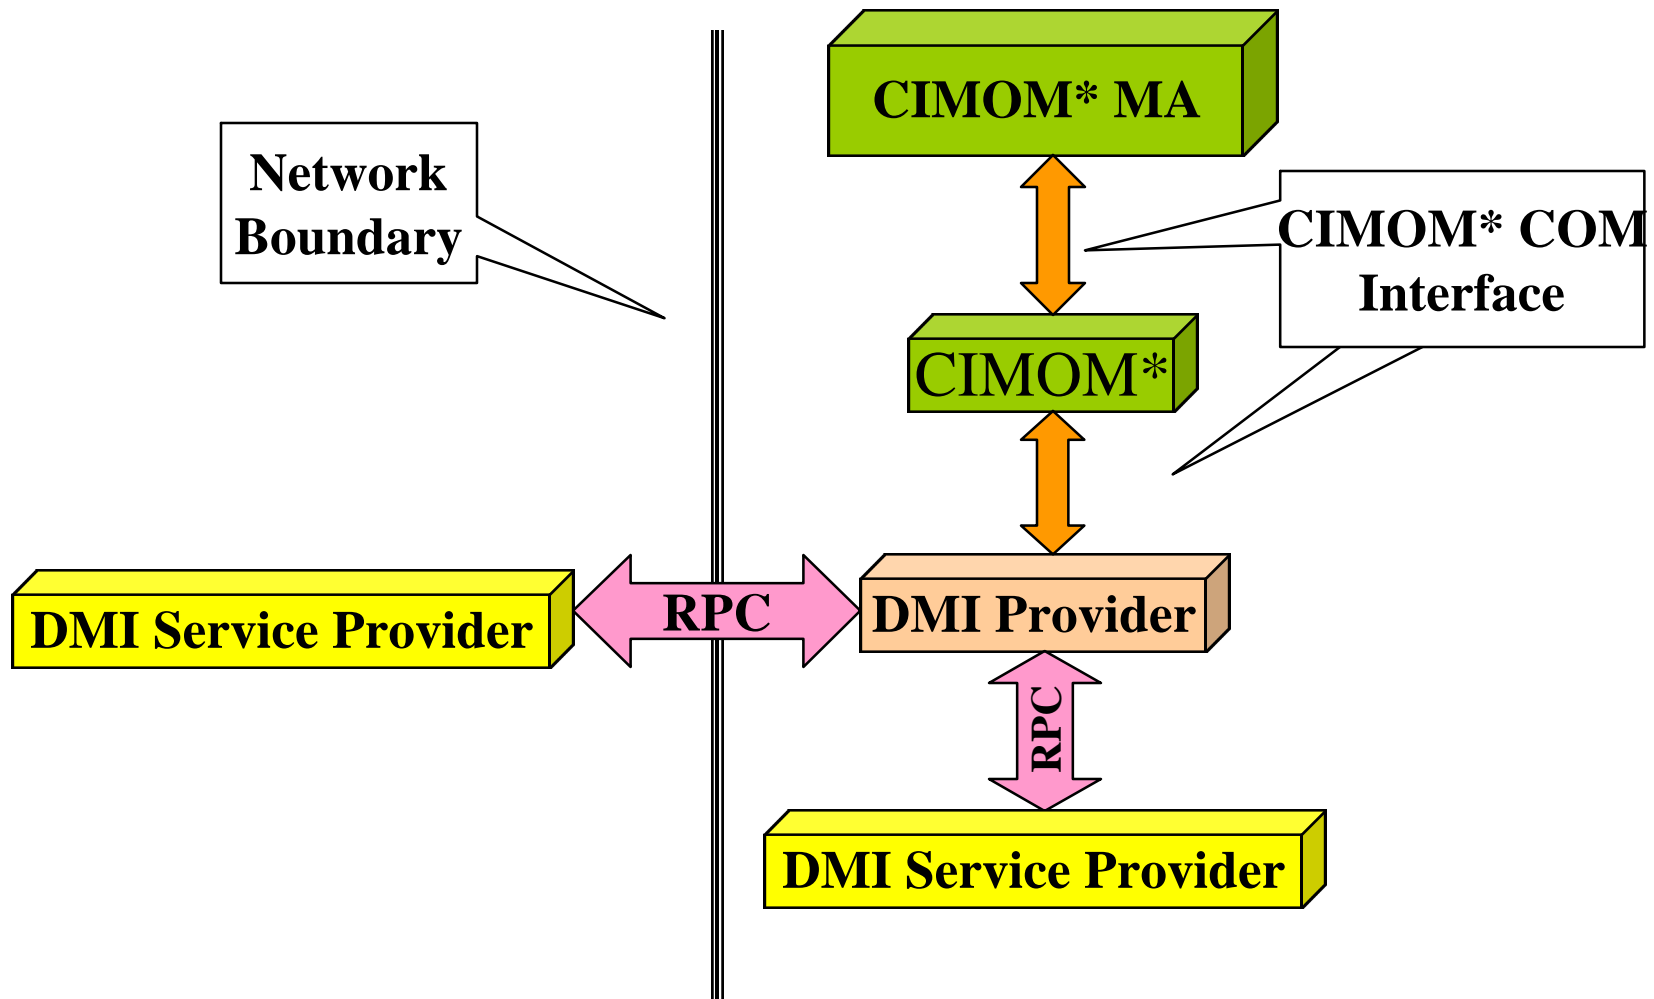 CIMOM* MA
Network
Boundary
CIMOM* COM
Interface
CIMOM*
DMI Service Provider
RPC
DMI Provider
RPC
DMI Service Provider